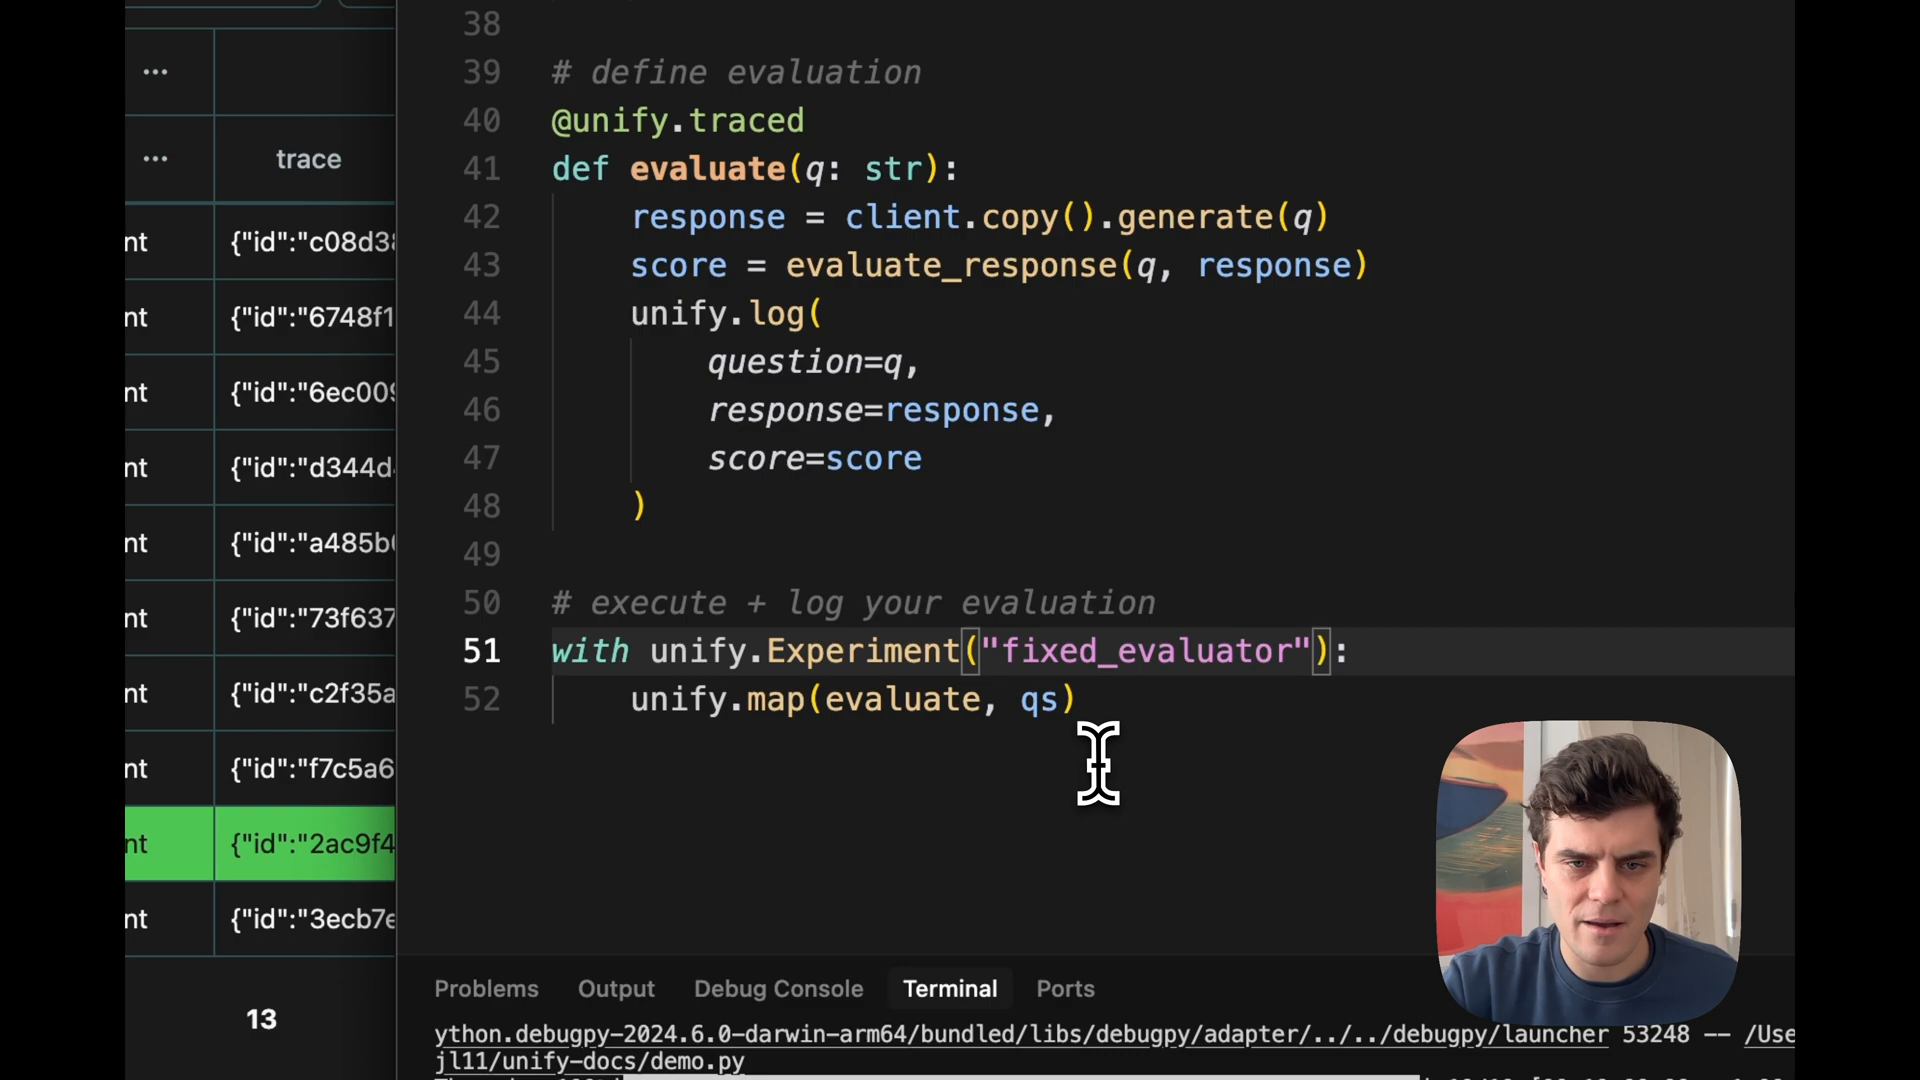 ...
... trace
nt {"id":"c08d38
nt {"id":"6748f1
nt {"id":"6ec009
nt {"id":"d344d
nt {"id":"a485b
nt {"id":"73f637
nt {"id":"c2f35a
nt {"id":"f7c5a6
nt {"id":"2ac9f4
nt {"id":"3ecb7e
13
38
39 # define evaluation
40 @unify.traced
41 def evaluate(q: str):
42 response = client.copy().generate(q)
43 score = evaluate_response(q, response)
44 unify.log(
45 question=q,
46 response=response,
47 score=score
48 )
49
50 # execute + log your evaluation
51 with unify.Experiment("fixed_evaluator"):
52 unify.map(evaluate, qs)
Problems Output Debug Console Terminal Ports
ython.debugpy-2024.6.0-darwin-arm64/bundled/libs/debugpy/adapter/../../debugpy/launcher 53248 -- /Use
jl11/unify-docs/demo.py